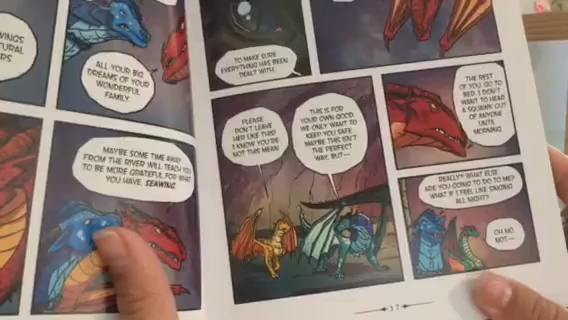 WINGS
ATURAL
RS
ALL YOUR BIG
DREAMS OF YOUR
WONDERFUL
FAMILY
MAYBE SOME TIME AWAY
FROM THE RIVER WILL TEACH YOU
TO BE MORE GRATEFUL FOR WHAT
YOU HAVE, SEAWING.
TO MAKE SURE
EVERYTHING HAS BEEN
DEALT WITH.
PLEASE
DON'T LEAVE
HER LIKE THIS!
I KNOW YOU'RE
NOT THIS MEAN.
THIS IS FOR
YOUR OWN GOOD.
WE ONLY WANT TO
KEEP YOU SAFE.
MAYBE THIS ISN'T
THE PERFECT
WAY, BUT—
THE REST
OF YOU, GO TO
BED. I DON'T
WANT TO HEAR
A SQUAWK OUT
OF ANYONE
UNTIL
MORNING.
REALLY? WHAT ELSE
ARE YOU GOING TO DO TO ME?
WHAT IF I FEEL LIKE SINGING
ALL NIGHT?
OH NO,
NOT—
37